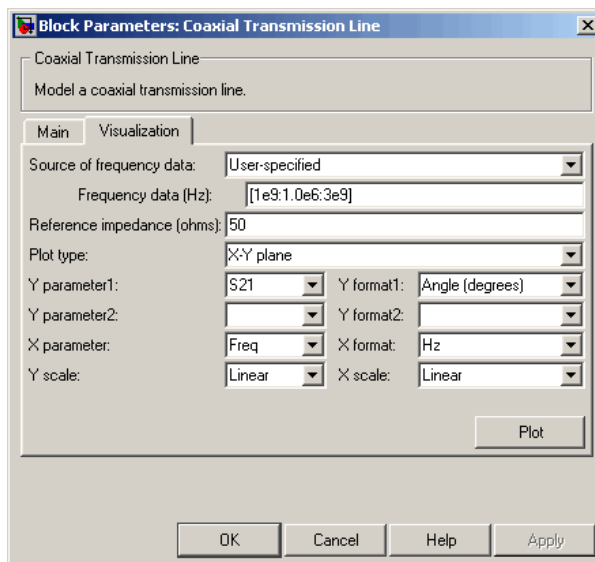 Block Parameters: Coaxial Transmission Line
Coaxial Transmission Line
Model a coaxial transmission line.
Main Visualization
Source of frequency data: User-specified
Frequency data (Hz): [1e9:1.0e6:3e9]
Reference impedance (ohms): 50
Plot type: X-Y plane
Y parameter1: S21 Y format1: Angle (degrees)
Y parameter2: Y format2:
X parameter: Freq X format: Hz
Y scale: Linear X scale: Linear
Plot
OK Cancel Help Apply